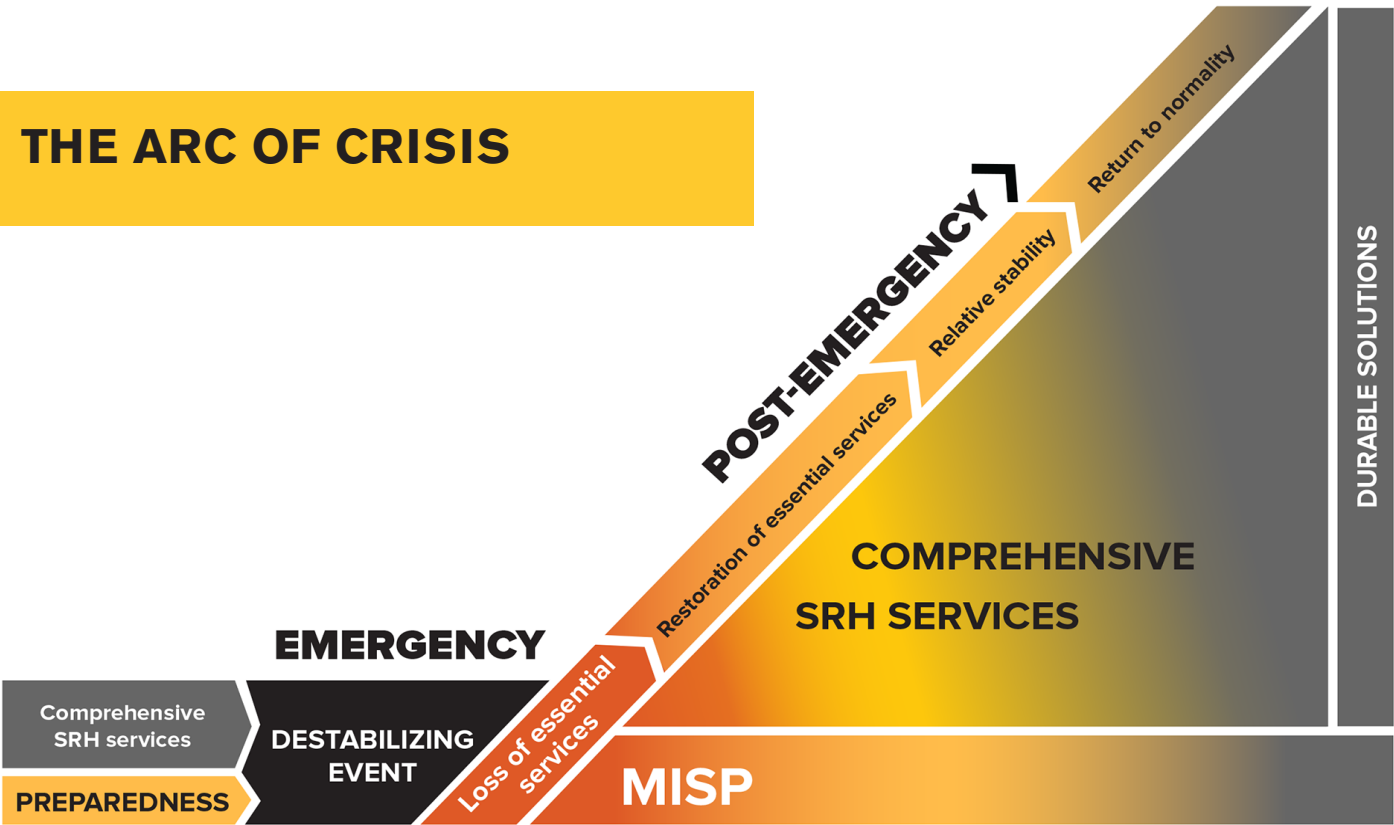 THE ARC OF CRISIS
Comprehensive
SRH services
PREPAREDNESS
EMERGENCY
DESTABILIZING
EVENT
Loss of essential
services
Restoration of essential services
Relative stability
Return to normality
POST-EMERGENCY
COMPREHENSIVE
SRH SERVICES
MISP
DURABLE SOLUTIONS